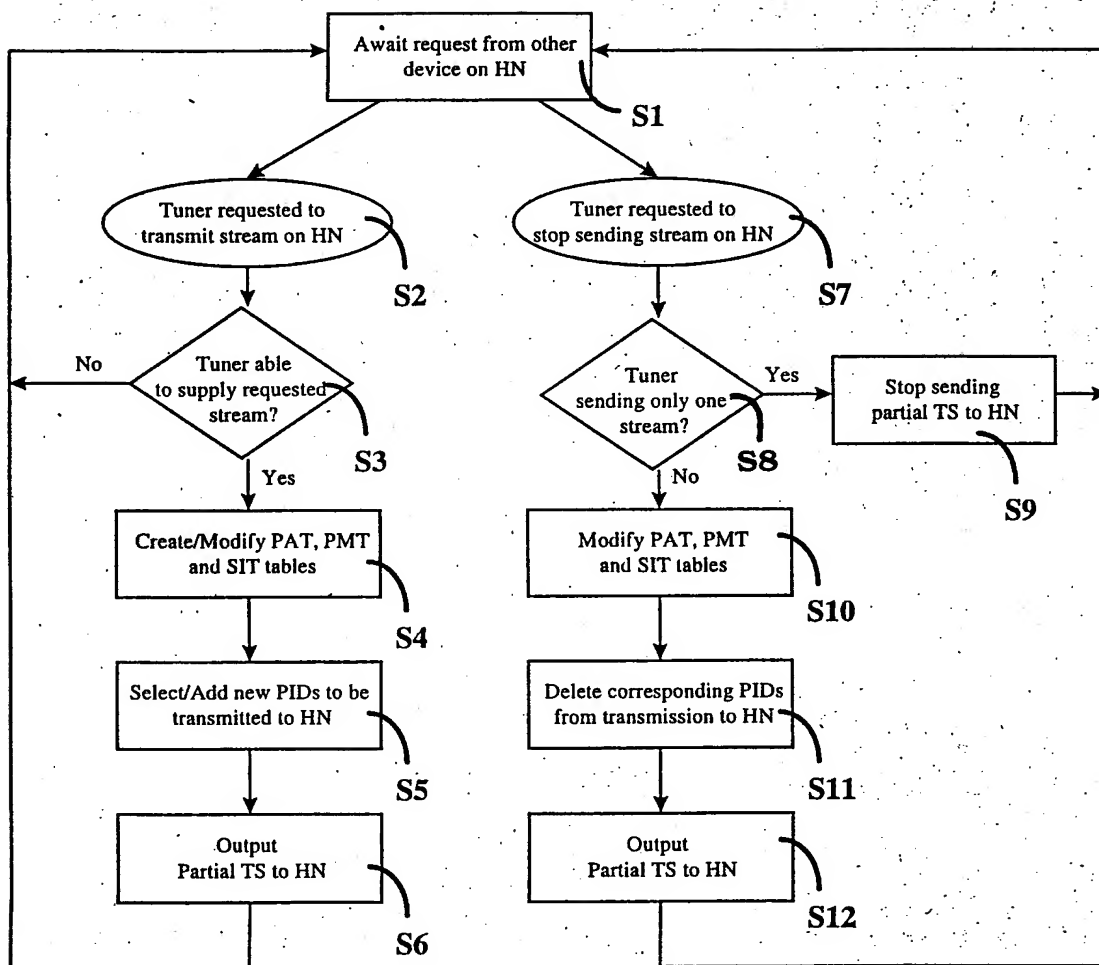 Await request from other
device on HN
S1
Tuner requested to
transmit stream on HN
S2
Tuner able
to supply requested
stream?
S3
No
Yes
Create/Modify PAT, PMT
and SIT tables
S4
Select/Add new PIDs to be
transmitted to HN
S5
Output
Partial TS to HN
S6
Tuner requested to
stop sending stream on HN
S7
Tuner
sending only one
stream?
S8
Yes
Stop sending
partial TS to HN
S9
No
Modify PAT, PMT
and SIT tables
S10
Delete corresponding PIDs
from transmission to HN
S11
Output
Partial TS to HN
S12